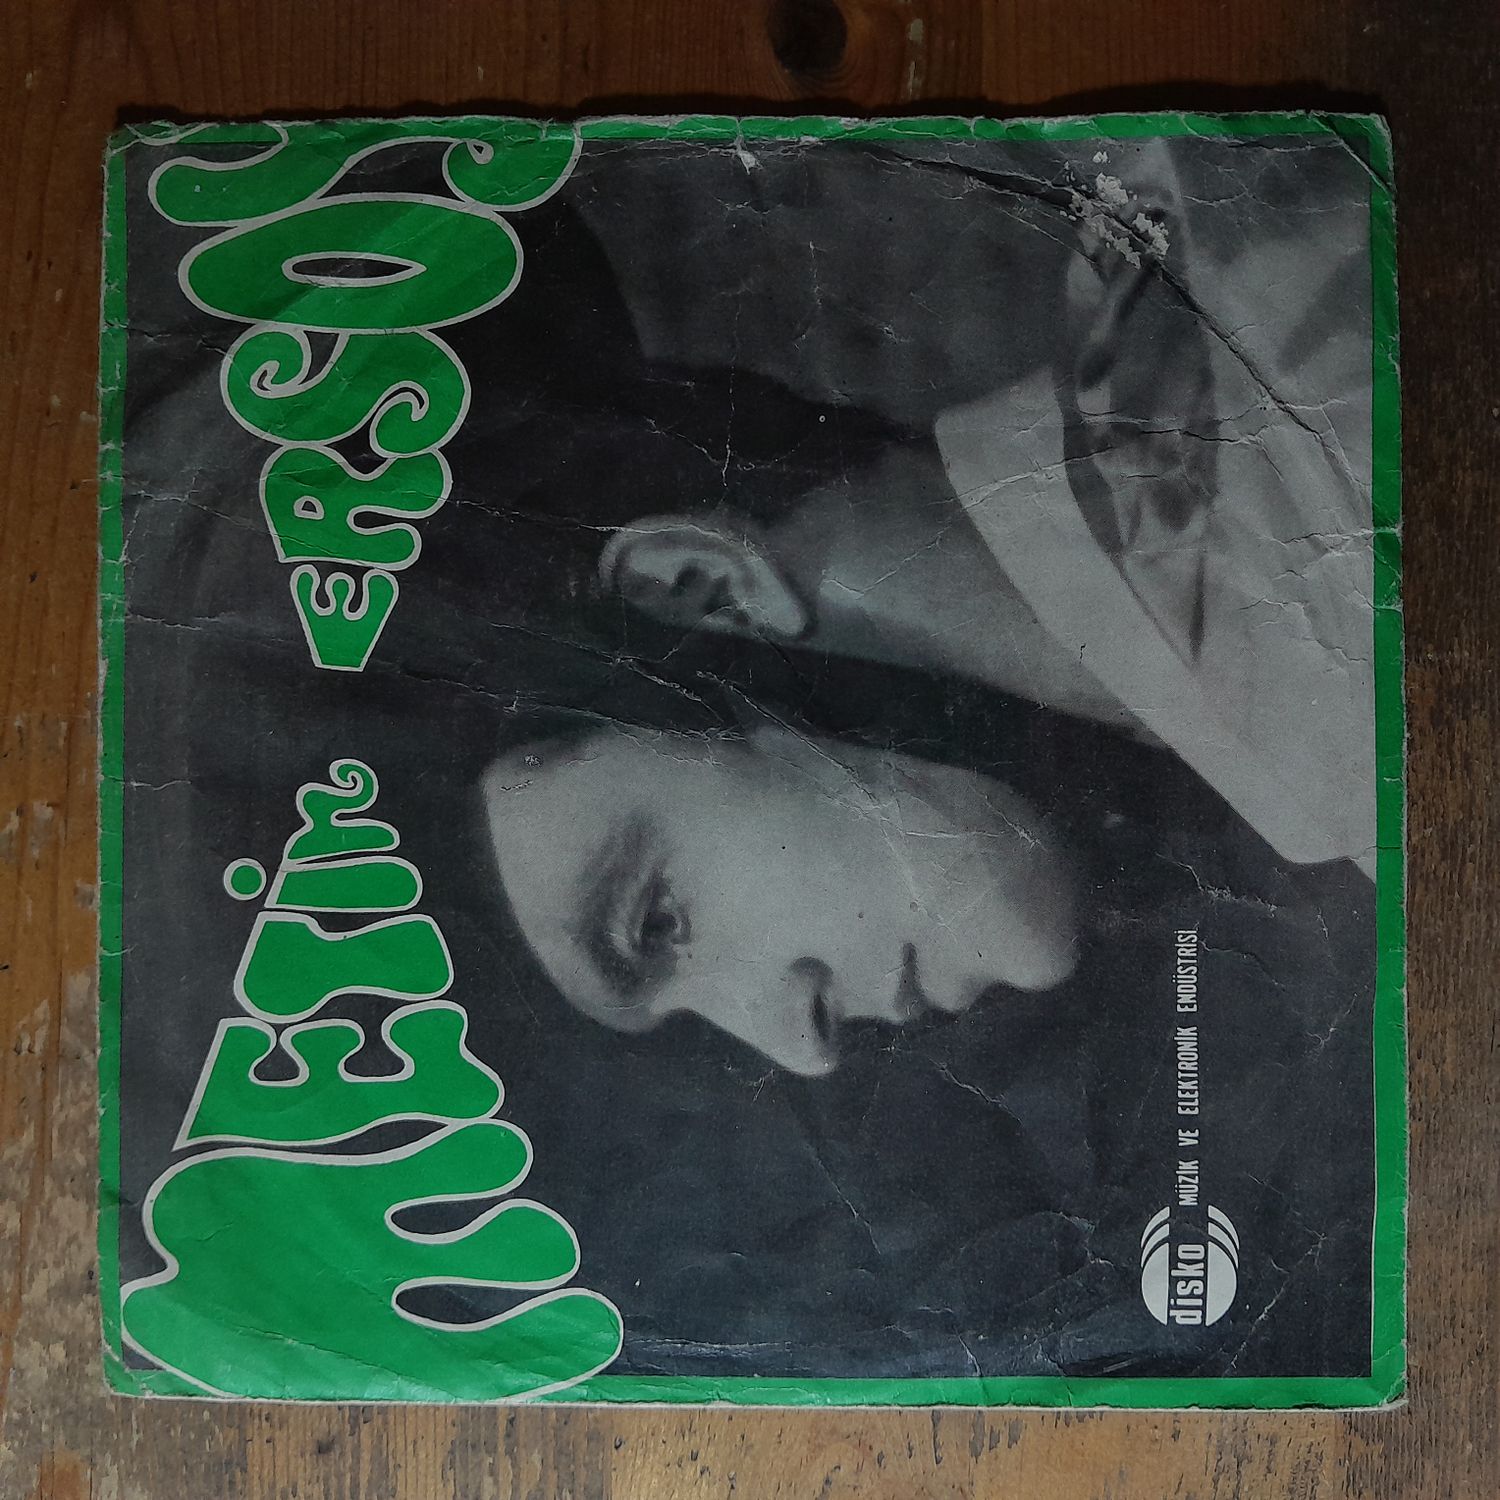 METİn ERSOY
disko MÜZİK VE ELEKTRONİK ENDÜSTRİSİ